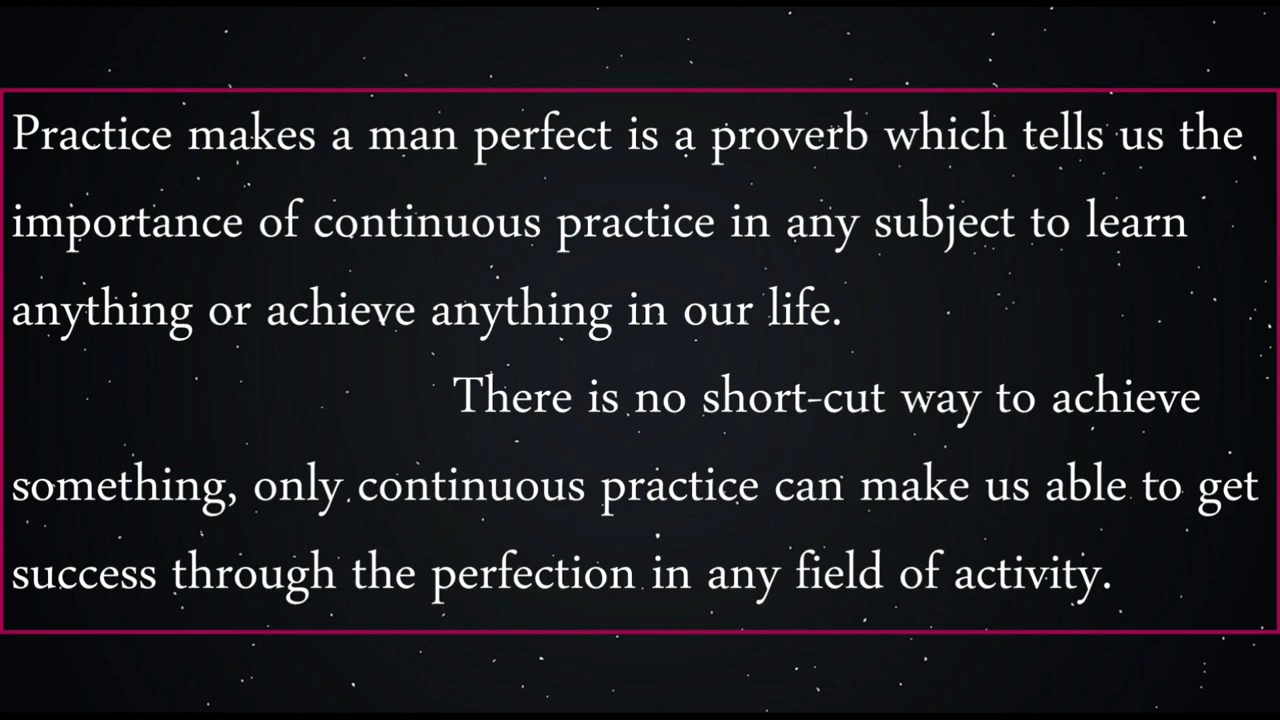 Practice makes a man perfect is a proverb which tells us the
importance of continuous practice in any subject to learn
anything or achieve anything in our life.
There is no short-cut way to achieve
something, only continuous practice can make us able to get
success through the perfection in any field of activity.